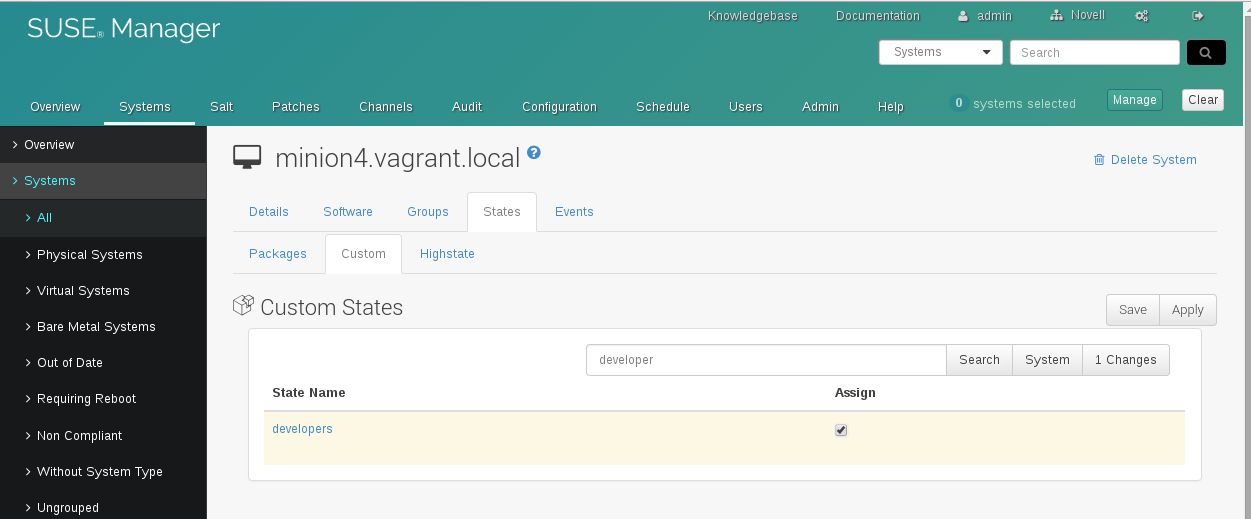 Knowledgebase Documentation admin Novell
SUSE® Manager
Systems Search
Overview Systems Salt Patches Channels Audit Configuration Schedule Users Admin Help 0 systems selected Manage Clear
Overview
Systems
All
Physical Systems
Virtual Systems
Bare Metal Systems
Out of Date
Requiring Reboot
Non Compliant
Without System Type
Ungrouped
minion4.vagrant.local ? Delete System
Details Software Groups States Events
Packages Custom Highstate
Custom States Save Apply
developer Search System 1 Changes
State Name Assign
developers